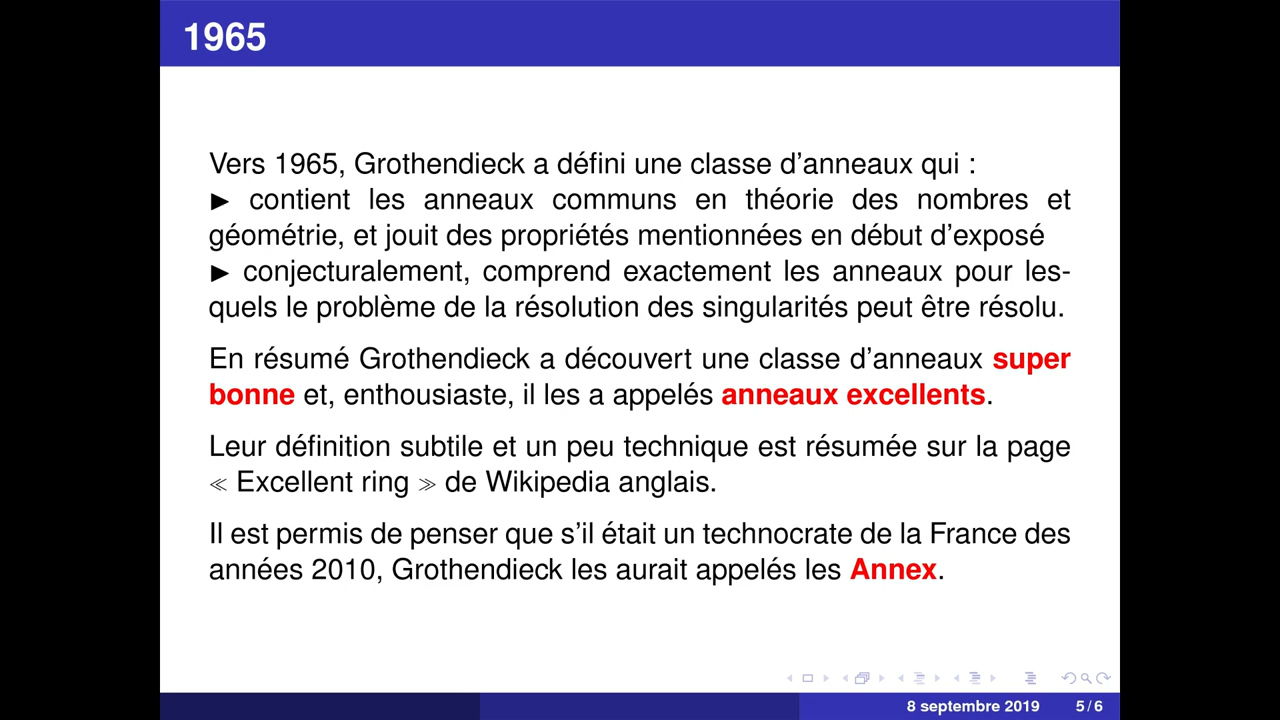 1965
Vers 1965, Grothendieck a défini une classe d'anneaux qui :
▶ contient les anneaux communs en théorie des nombres et
géométrie, et jouit des propriétés mentionnées en début d'exposé
▶ conjecturalement, comprend exactement les anneaux pour les-
quels le problème de la résolution des singularités peut être résolu.
En résumé Grothendieck a découvert une classe d'anneaux super
bonne et, enthousiaste, il les a appelés anneaux excellents.
Leur définition subtile et un peu technique est résumée sur la page
≪ Excellent ring ≫ de Wikipedia anglais.
Il est permis de penser que s'il était un technocrate de la France des
années 2010, Grothendieck les aurait appelés les Annex.
8 septembre 2019 5 / 6